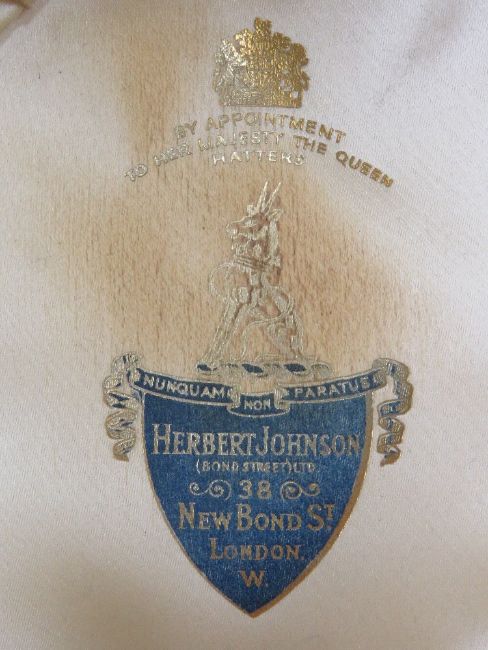 BY APPOINTMENT
TO HER MAJESTY THE QUEEN
HATTERS
NUNQUAM NON PARATUS
HERBERT JOHNSON
(BOND STREET) LTD
38
NEW BOND ST.
LONDON.
W.